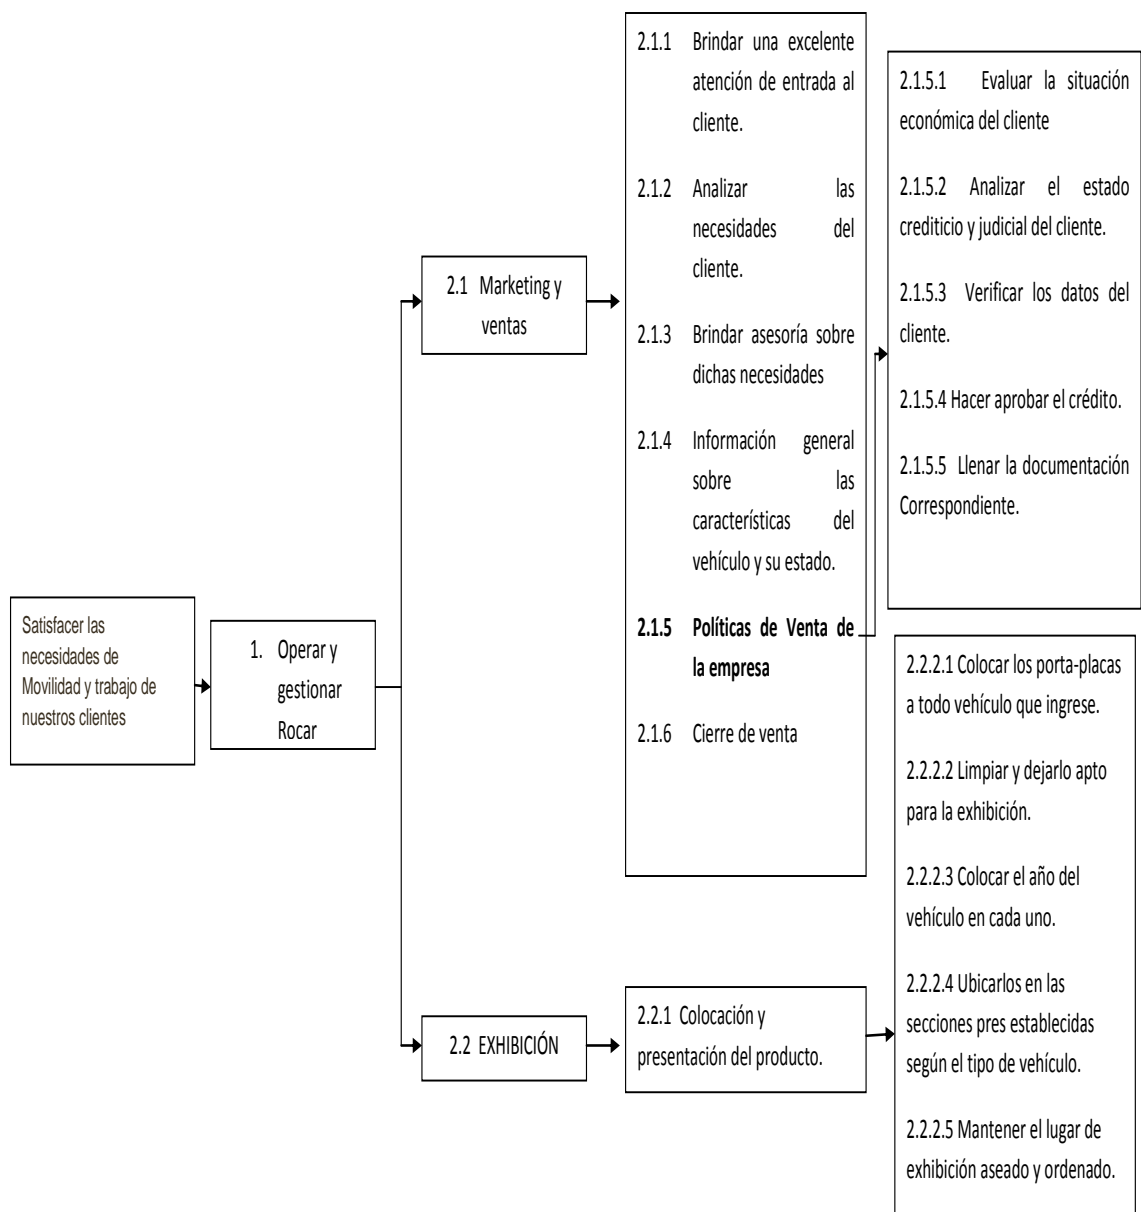 Satisfacer las
necesidades de
Movilidad y trabajo de
nuestros clientes
1. Operar y
gestionar
Rocar
2.1 Marketing y
ventas
2.1.1 Brindar una excelente
atención de entrada al
cliente.
2.1.2 Analizar las
necesidades del
cliente.
2.1.3 Brindar asesoría sobre
dichas necesidades
2.1.4 Información general
sobre las
características del
vehículo y su estado.
2.1.5 Políticas de Venta de
la empresa
2.1.6 Cierre de venta
2.1.5.1 Evaluar la situación
económica del cliente
2.1.5.2 Analizar el estado
crediticio y judicial del cliente.
2.1.5.3 Verificar los datos del
cliente.
2.1.5.4 Hacer aprobar el crédito.
2.1.5.5 Llenar la documentación
Correspondiente.
2.2 EXHIBICIÓN
2.2.1 Colocación y
presentación del producto.
2.2.2.1 Colocar los porta-placas
a todo vehículo que ingrese.
2.2.2.2 Limpiar y dejarlo apto
para la exhibición.
2.2.2.3 Colocar el año del
vehículo en cada uno.
2.2.2.4 Ubicarlos en las
secciones pres establecidas
según el tipo de vehículo.
2.2.2.5 Mantener el lugar de
exhibición aseado y ordenado.